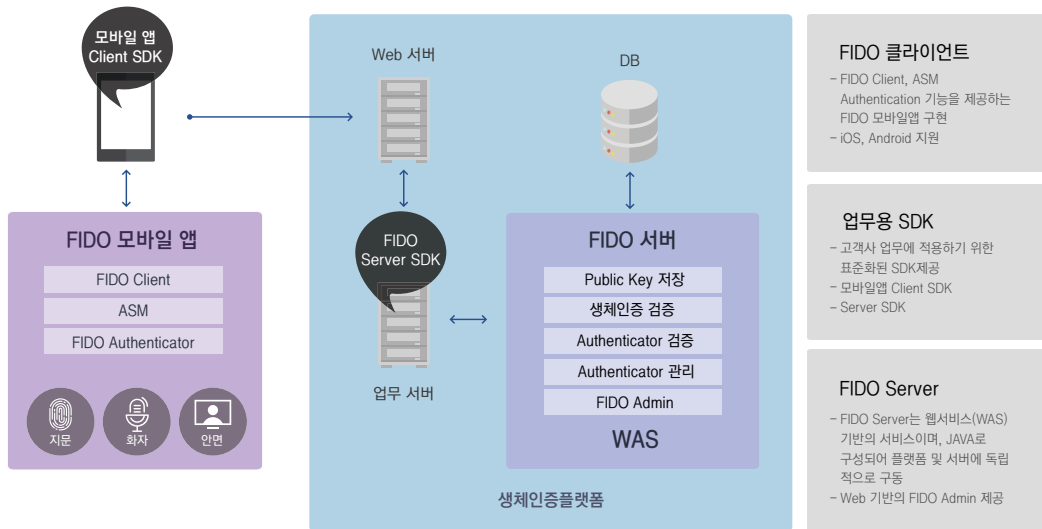 모바일 앱
Client SDK
FIDO 모바일 앱
FIDO Client
ASM
FIDO Authenticator
지문
화자
안면
Web 서버
DB
FIDO
Server SDK
업무 서버
FIDO 서버
Public Key 저장
생체인증 검증
Authenticator 검증
Authenticator 관리
FIDO Admin
WAS
생체인증플랫폼
FIDO 클라이언트
– FIDO Client, ASM
Authentication 기능을 제공하는
FIDO 모바일앱 구현
– iOS, Android 지원
업무용 SDK
– 고객사 업무에 적용하기 위한
표준화된 SDK제공
– 모바일앱 Client SDK
– Server SDK
FIDO Server
– FIDO Server는 웹서비스(WAS)
기반의 서비스이며, JAVA로
구성되어 플랫폼 및 서버에 독립
적으로 구동
– Web 기반의 FIDO Admin 제공